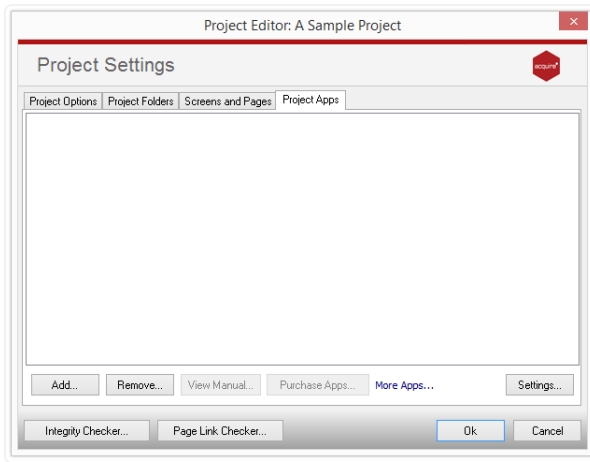 Project Editor: A Sample Project
Project Settings
acquire
Project Options Project Folders Screens and Pages Project Apps
Add... Remove... View Manual... Purchase Apps... More Apps... Settings...
Integrity Checker... Page Link Checker... Ok Cancel